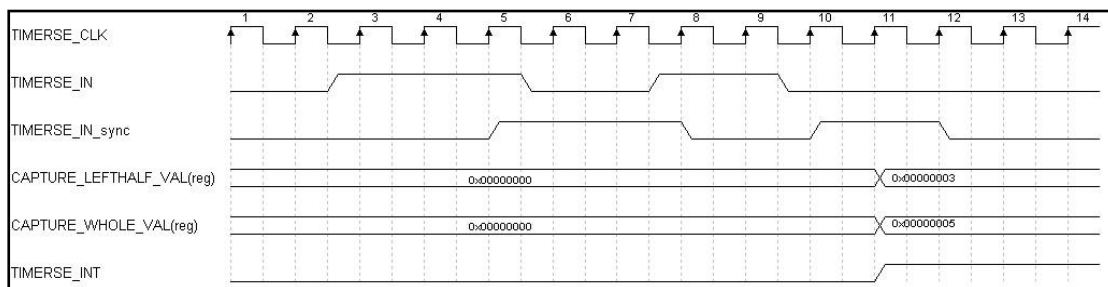 1 2 3 4 5 6 7 8 9 10 11 12 13 14
TIMERSE_CLK
TIMERSE_IN
TIMERSE_IN_sync
CAPTURE_LEFTHALF_VAL(reg) 0x00000000 0x00000003
CAPTURE_WHOLE_VAL(reg) 0x00000000 0x00000005
TIMERSE_INT